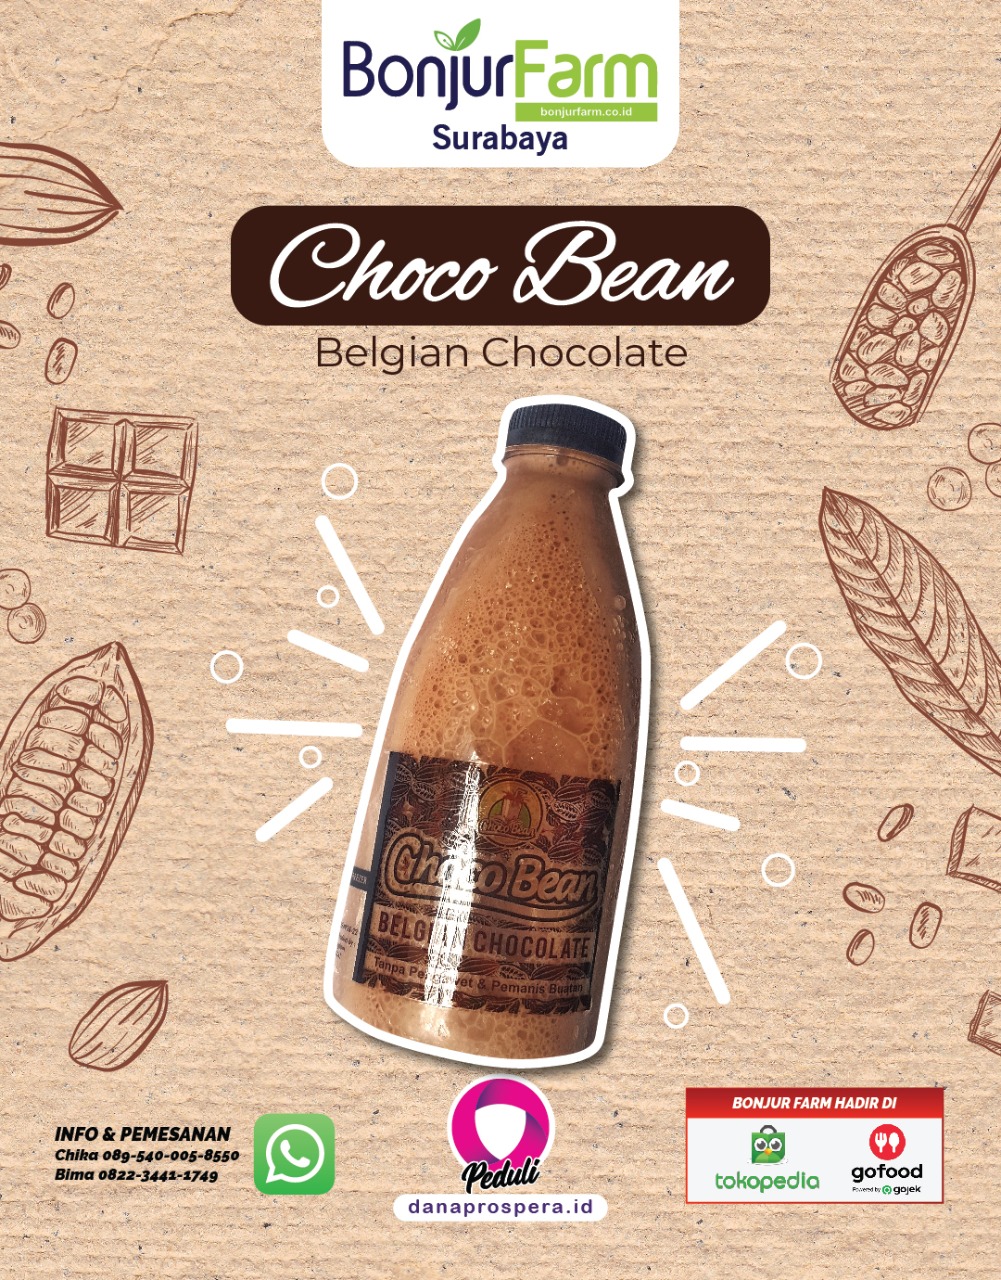 BonjurFarm
bonjurfarm.co.id
Surabaya
Choco Bean
Belgian Chocolate
Choco Bean
Choco Bean
BELGIAN CHOCOLATE
Tanpa Pengawet & Pemanis Buatan
INFO & PEMESANAN
Chika 089-540-005-8550
Bima 0822-3441-1749
Peduli
danaprospera.id
BONJUR FARM HADIR DI
tokopedia
gofood
Powered by gojek